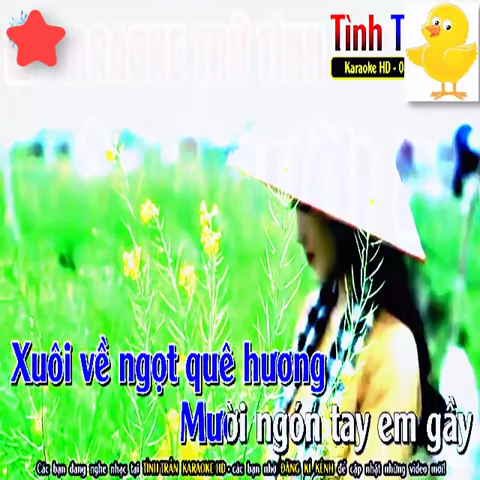 Tình T
Karaoke HD - 0
Xuôi về ngọt quê hương
Mười ngón tay em gầy
Các bạn đang nghe nhạc tại TÌNH TRẦN KARAOKE HD - các bạn nhớ ĐĂNG KÍ KÊNH để cập nhật những video mới!